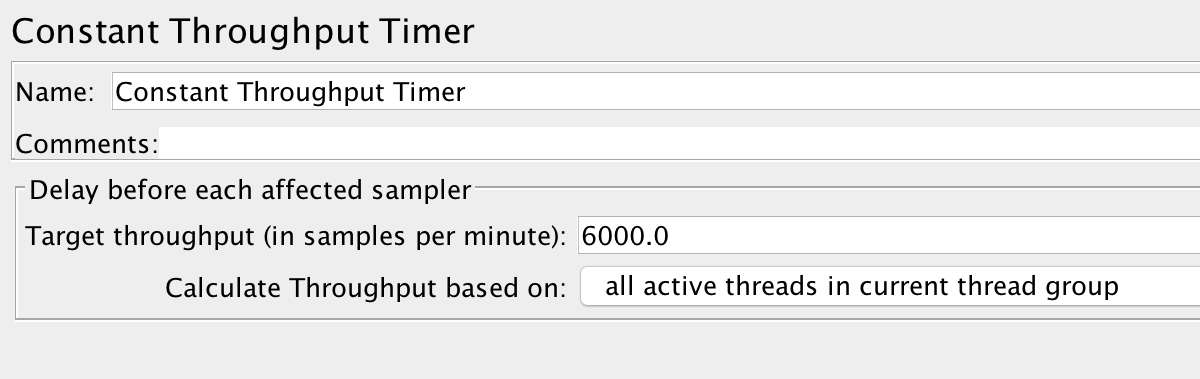 Constant Throughput Timer
Name: Constant Throughput Timer
Comments:
Delay before each affected sampler
Target throughput (in samples per minute): 6000.0
Calculate Throughput based on: all active threads in current thread group